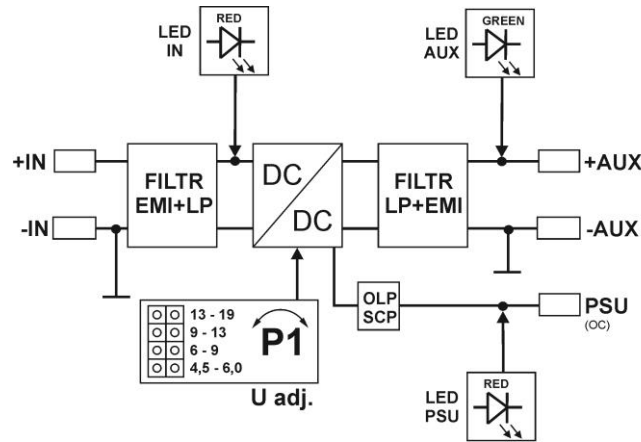 LED
IN
RED
LED
AUX
GREEN
+IN
-IN
FILTR
EMI+LP
DC
DC
FILTR
LP+EMI
+AUX
-AUX
13 - 19
9 - 13
6 - 9
4,5 - 6,0
P1
U adj.
OLP
SCP
PSU
(OC)
LED
PSU
RED